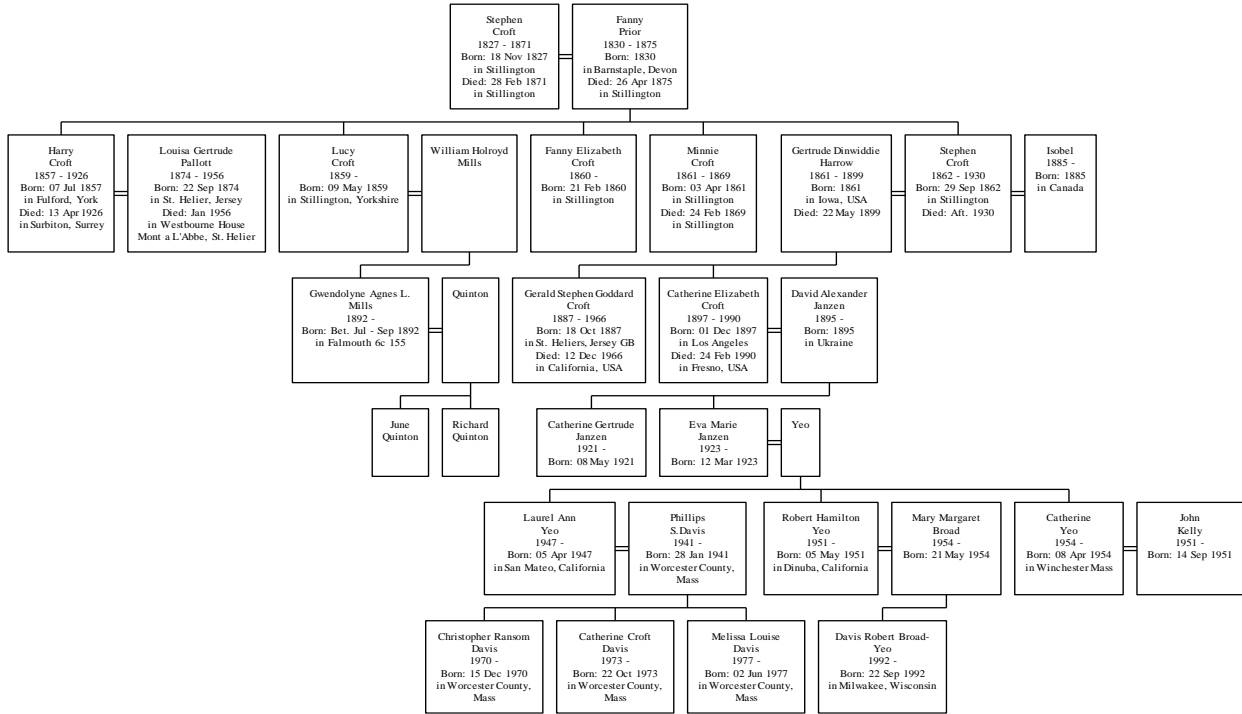 Stephen
Croft
1827 - 1871
Born: 18 Nov 1827
in Stillington
Died: 28 Feb 1871
in Stillington
Fanny
Prior
1830 - 1875
Born: 1830
in Barnstaple, Devon
Died: 26 Apr 1875
in Stillington
Harry
Croft
1857 - 1926
Born: 07 Jul 1857
in Fulford, York
Died: 13 Apr 1926
in Surbiton, Surrey
Louisa Gertrude
Pallott
1874 - 1956
Born: 22 Sep 1874
in St. Helier, Jersey
Died: Jan 1956
in Westbourne House
Mont a L'Abbe, St. Helier
Lucy
Croft
1859 -
Born: 09 May 1859
in Stillington, Yorkshire
William Holroyd
Mills
Fanny Elizabeth
Croft
1860 -
Born: 21 Feb 1860
in Stillington
Minnie
Croft
1861 - 1869
Born: 03 Apr 1861
in Stillington
Died: 24 Feb 1869
in Stillington
Gertrude Dinwiddie
Harrow
1861 - 1899
Born: 1861
in Iowa, USA
Died: 22 May 1899
Stephen
Croft
1862 - 1930
Born: 29 Sep 1862
in Stillington
Died: Aft. 1930
Isobel
1885 -
Born: 1885
in Canada
Gwendolyne Agnes L.
Mills
1892 -
Born: Bet. Jul - Sep 1892
in Falmouth 6c 155
Quinton
Gerald Stephen Goddard
Croft
1887 - 1966
Born: 18 Oct 1887
in St. Heliers, Jersey GB
Died: 12 Dec 1966
in California, USA
Catherine Elizabeth
Croft
1897 - 1990
Born: 01 Dec 1897
in Los Angeles
Died: 24 Feb 1990
in Fresno, USA
David Alexander
Janzen
1895 -
Born: 1895
in Ukraine
June
Quinton
Richard
Quinton
Catherine Gertrude
Janzen
1921 -
Born: 08 May 1921
Eva Marie
Janzen
1923 -
Born: 12 Mar 1923
Yeo
Laurel Ann
Yeo
1947 -
Born: 05 Apr 1947
in San Mateo, California
Phillips
S.Davis
1941 -
Born: 28 Jan 1941
in Worcester County,
Mass
Robert Hamilton
Yeo
1951 -
Born: 05 May 1951
in Dinuba, California
Mary Margaret
Broad
1954 -
Born: 21 May 1954
Catherine
Yeo
1954 -
Born: 08 Apr 1954
in Winchester Mass
John
Kelly
1951 -
Born: 14 Sep 1951
Christopher Ransom
Davis
1970 -
Born: 15 Dec 1970
in Worcester County,
Mass
Catherine Croft
Davis
1973 -
Born: 22 Oct 1973
in Worcester County,
Mass
Melissa Louise
Davis
1977 -
Born: 02 Jun 1977
in Worcester County,
Mass
Davis Robert Broad-
Yeo
1992 -
Born: 22 Sep 1992
in Milwakee, Wisconsin